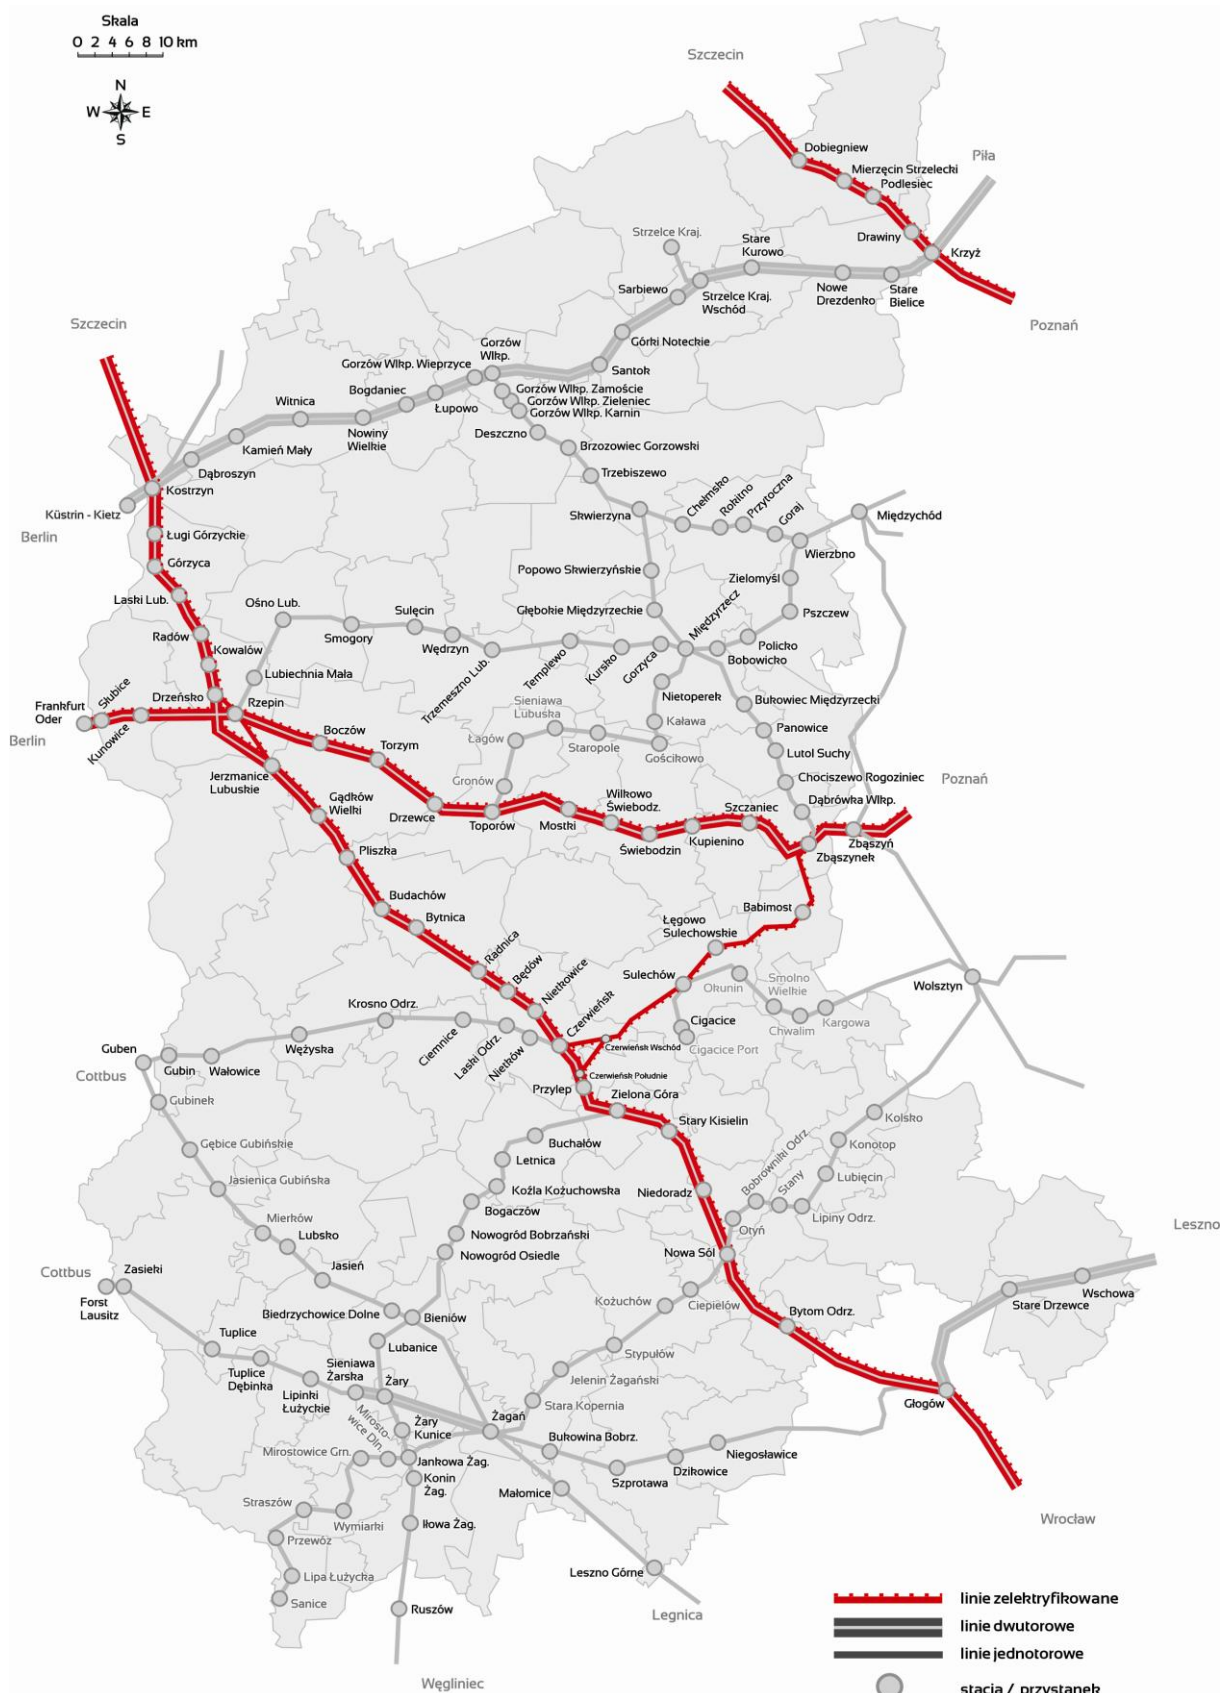 Skala
0 2 4 6 8 10 km
N
W E
S
Szczecin
Dobiegniew
Mierzęcin Strzelecki
Podlesiec
Piła
Drawiny
Krzyż
Poznań
Strzelce Kraj.
Stare
Kurowo
Sarbiewo
Strzelce Kraj.
Wschód
Nowe
Drezdenko
Stare
Bielice
Szczecin
Górki Noteckie
Gorzów
Wlkp.
Santok
Gorzów Wlkp. Wieprzyce
Gorzów Wlkp. Zamoście
Gorzów Wlkp. Zieleniec
Gorzów Wlkp. Karnin
Bogdaniec
Witnica
Łupowo
Nowiny
Wielkie
Deszczno
Kamień Mały
Brzozowiec Gorzowski
Dąbroszyn
Trzebiszewo
Kostrzyn
Küstrin - Kietz
Berlin
Skwierzyna
Chełmsko
Rokitno
Przytoczna
Goraj
Międzychód
Wierzbno
Ługi Górzyckie
Górzyca
Popowo Skwierzyńskie
Zielomyśl
Laski Lub.
Ośno Lub.
Sulęcin
Głębokie Międzyrzeckie
Międzyrzecz
Pszczew
Radów
Smogory
Wędrzyn
Policko
Bobowicko
Kowalów
Lubiechnia Mała
Trzemeszno Lub.
Templewo
Kursko
Gorzyca
Nietoperek
Bukowiec Międzyrzecki
Drzeńsko
Rzepin
Frankfurt
Oder
Słubice
Kunowice
Berlin
Sieniawa
Lubuska
Kaława
Panowice
Boczów
Łagów
Staropole
Gościkowo
Lutol Suchy
Torzym
Jerzmanice
Lubuskie
Gronów
Chociszewo Rogoziniec
Poznań
Gądków
Wielki
Drzewce
Toporów
Mostki
Wilkowo
Świebodz.
Świebodzin
Kupienino
Szczaniec
Dąbrówka Wlkp.
Zbąszyń
Zbąszynek
Pliszka
Budachów
Bytnica
Babimost
Łęgowo
Sulechowskie
Radnica
Będów
Nietkowice
Sulechów
Okunin
Smolno
Wielkie
Wolsztyn
Krosno Odrz.
Czerwieńsk
Cigacice
Chwalim
Kargowa
Ciemnice
Laski Odrz.
Nietków
Wężyska
Czerwieńsk Wschód
Cigacice Port
Guben
Gubin
Wałowice
Cottbus
Przylep
Czerwieńsk Południe
Zielona Góra
Gubinek
Stary Kisielin
Kolsko
Buchałów
Gębice Gubińskie
Letnica
Bobrowniki Odrz.
Stany
Konotop
Jasienica Gubińska
Koźla Kożuchowska
Niedoradz
Lubięcin
Bogaczów
Lipiny Odrz.
Mierków
Nowogród Bobrzański
Otyń
Leszno
Lubsko
Nowogród Osiedle
Nowa Sól
Jasień
Cottbus
Zasieki
Forst
Lausitz
Wschowa
Stare Drzewce
Kożuchów
Ciepielów
Biedrzychowice Dolne
Bieniów
Bytom Odrz.
Tuplice
Lubanice
Stypułów
Tuplice
Dębinka
Sieniawa
Żarska
Lipinki
Łużyckie
Żary
Jelenin Żagański
Stara Kopernia
Głogów
Mirosto-
wice Dln.
Żary
Kunice
Żagań
Bukowina Bobrz.
Mirostowice Grn.
Jankowa Żag.
Niegosławice
Dzikowice
Szprotawa
Konin
Żag.
Małomice
Straszów
Wymiarki
Iłowa Żag.
Wrocław
Przewóz
Lipa Łużycka
Leszno Górne
Sanice
Ruszów
Legnica
Węgliniec
linie zelektryfikowane
linie dwutorowe
linie jednotorowe
stacja / przystanek